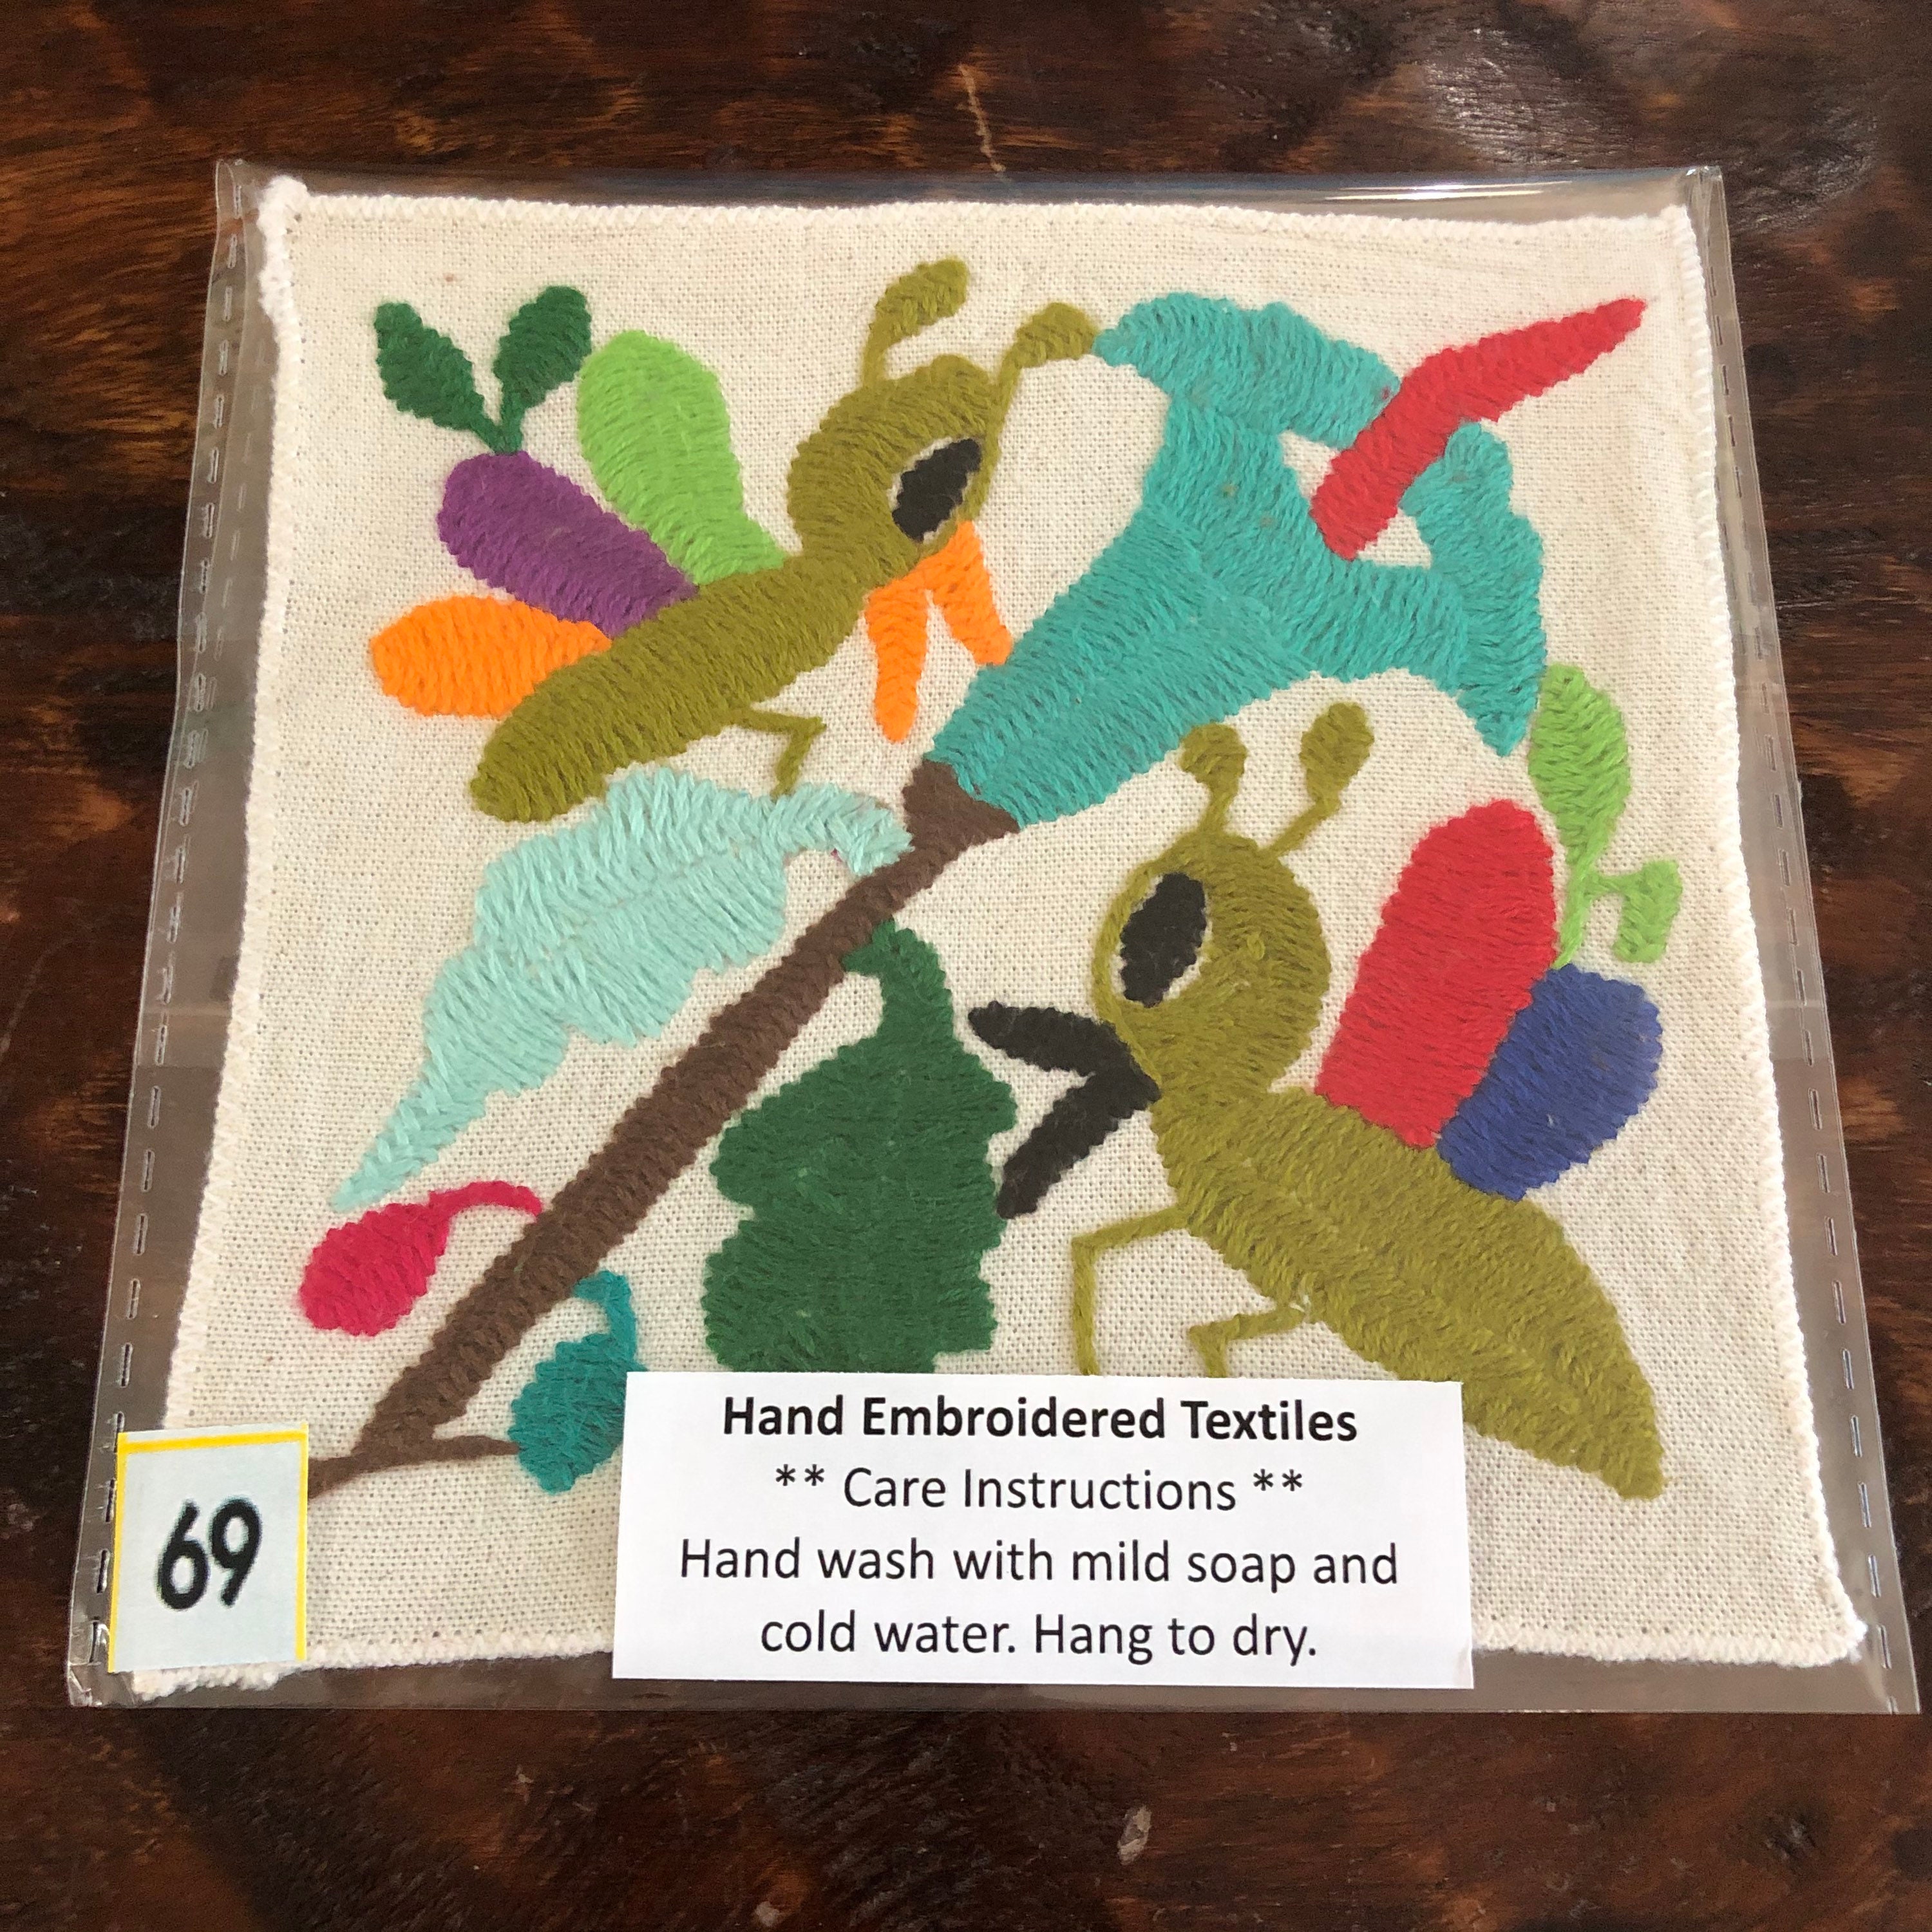 Hand Embroidered Textiles
** Care Instructions **
Hand wash with mild soap and
cold water. Hang to dry.
69